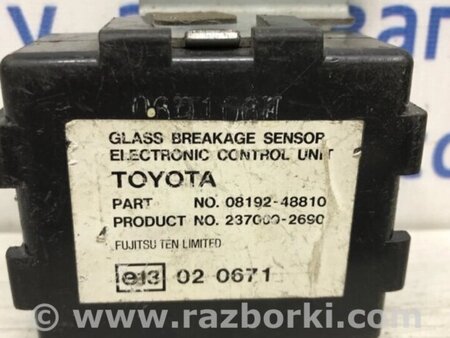 GLASS BREAKAGE SENSOR
ELECTRONIC CONTROL UNIT
TOYOTA
PART NO. 08192-48810
PRODUCT NO. 237000-2690
FUJITSU TEN LIMITED
e13 02 0671
© www.razborki.com